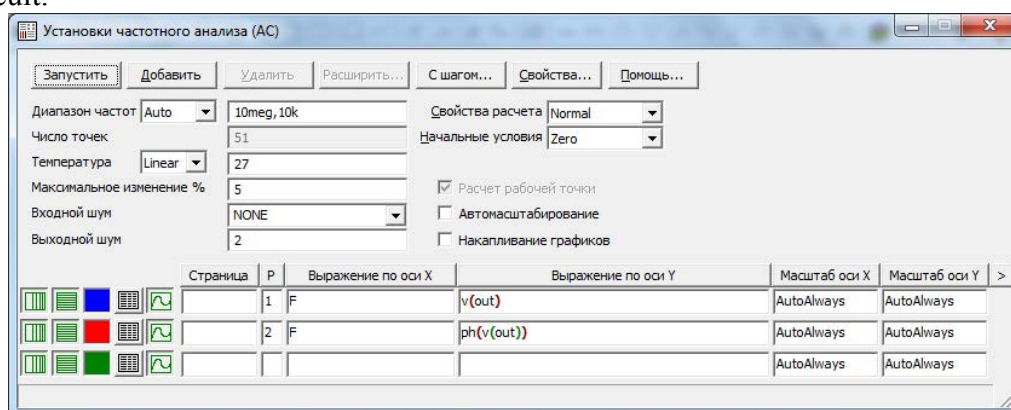 cuit.
Установки частотного анализа (AC)
Запустить Добавить Удалить Расширить... С шагом... Свойства... Помощь...
Диапазон частот Auto 10meg,10k Свойства расчета Normal
Число точек 51 Начальные условия Zero
Температура Linear 27
Максимальное изменение % 5 Расчет рабочей точки
Входной шум NONE Автомасштабирование
Выходной шум 2 Накапливание графиков
Страница P Выражение по оси X Выражение по оси Y Масштаб оси X Масштаб оси Y >
1 F v(out) AutoAlways AutoAlways
2 F ph(v(out)) AutoAlways AutoAlways
AutoAlways AutoAlways